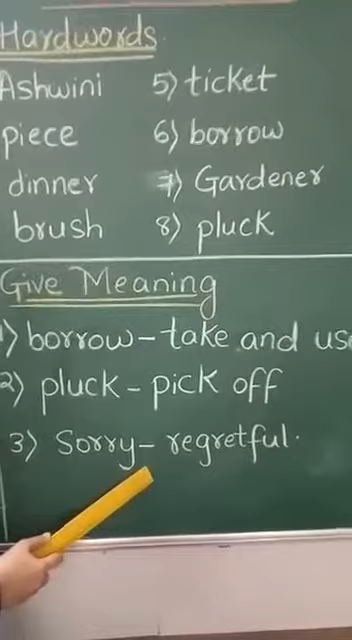 Hardwords
Ashwini 5) ticket
piece 6) borrow
dinner 7) Gardener
brush 8) pluck
Give Meaning
1) borrow - take and use
2) pluck - pick off
3) Sorry - regretful.